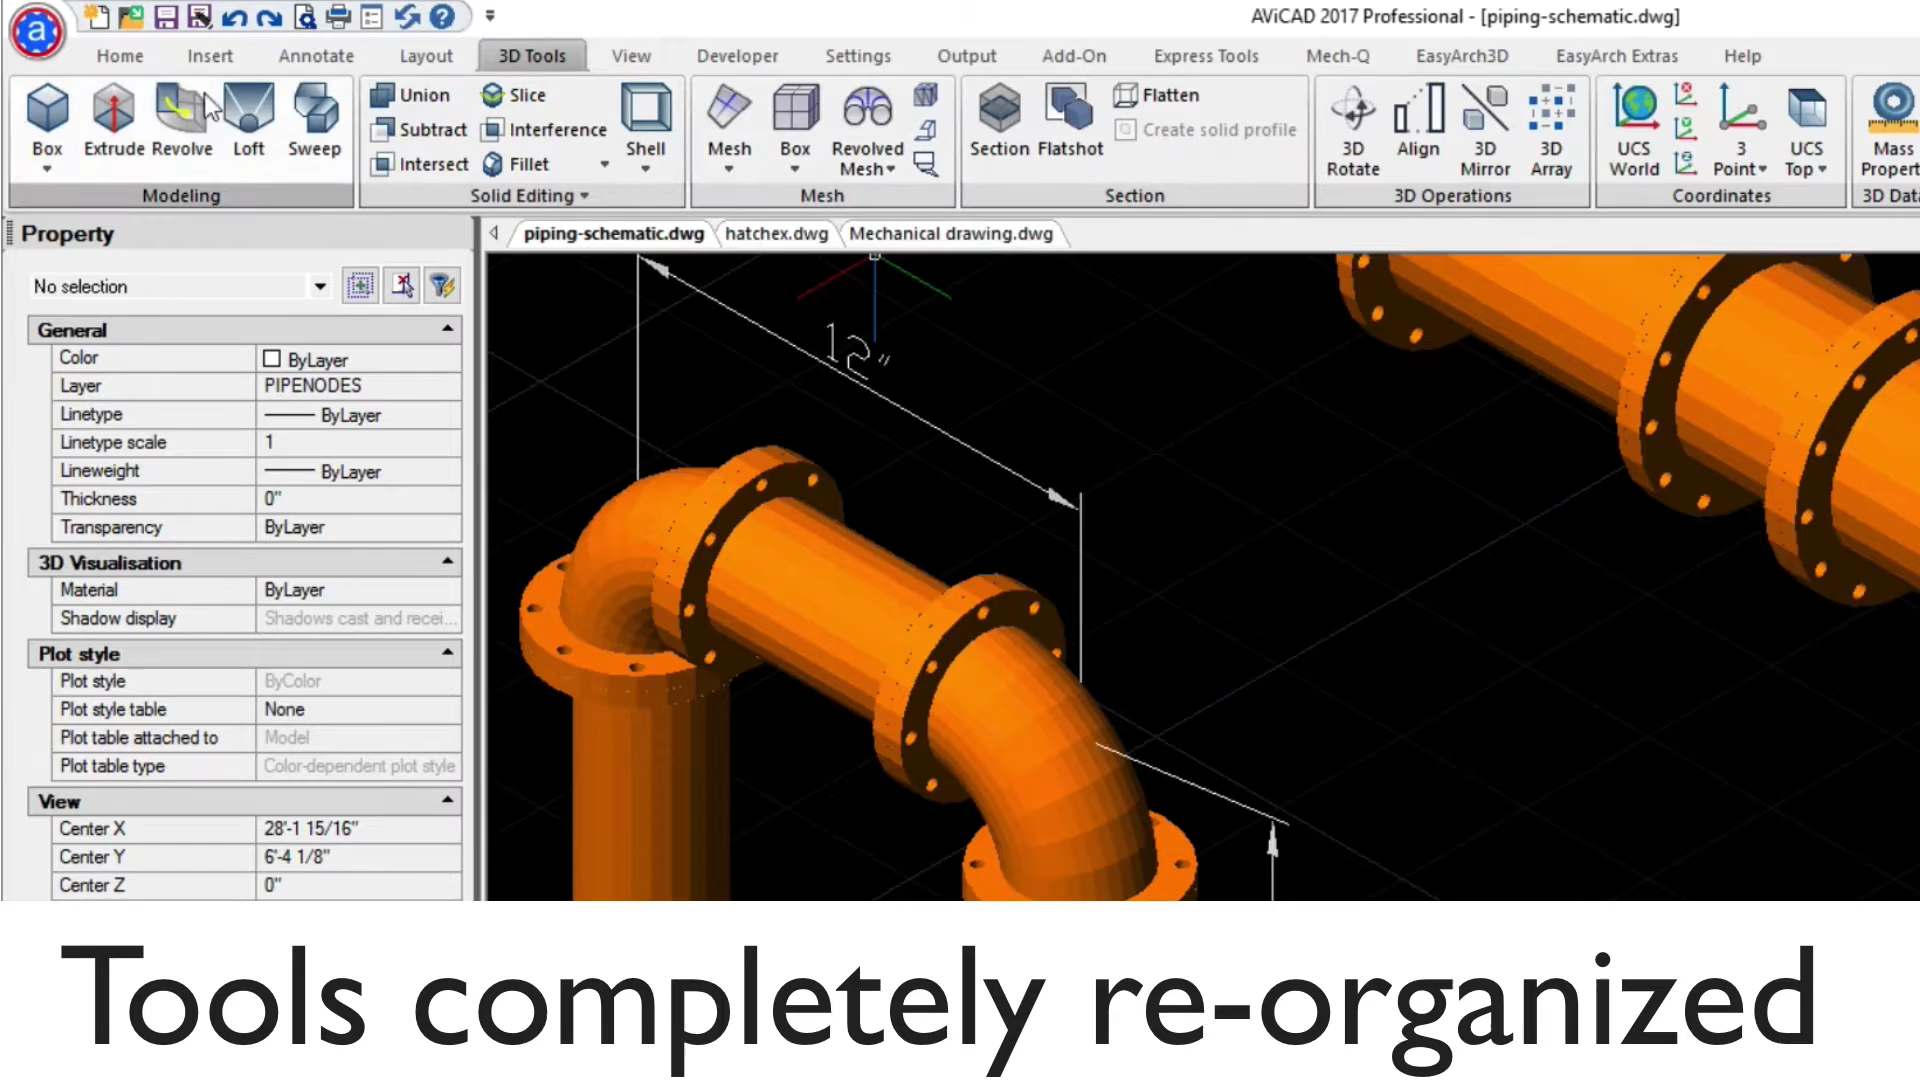 a
AViCAD 2017 Professional - [piping-schematic.dwg]
Home Insert Annotate Layout 3D Tools View Developer Settings Output Add-On Express Tools Mech-Q EasyArch3D EasyArch Extras Help
Box Extrude Revolve Loft Sweep
Modeling
Union Slice
Subtract Interference
Intersect Fillet
Shell
Solid Editing
Mesh Box Revolved Mesh
Mesh
Section Flatshot
Flatten
Create solid profile
Section
3D Rotate Align 3D Mirror 3D Array
3D Operations
UCS World 3 Point UCS Top
Coordinates
Mass Propert
3D Data
Property
piping-schematic.dwg hatchex.dwg Mechanical drawing.dwg
No selection
General
Color ByLayer
Layer PIPENODES
Linetype ByLayer
Linetype scale 1
Lineweight ByLayer
Thickness 0"
Transparency ByLayer
3D Visualisation
Material ByLayer
Shadow display Shadows cast and recei...
Plot style
Plot style ByColor
Plot style table None
Plot table attached to Model
Plot table type Color-dependent plot style
View
Center X 28'-1 15/16"
Center Y 6'-4 1/8"
Center Z 0"
12"
Tools completely re-organized